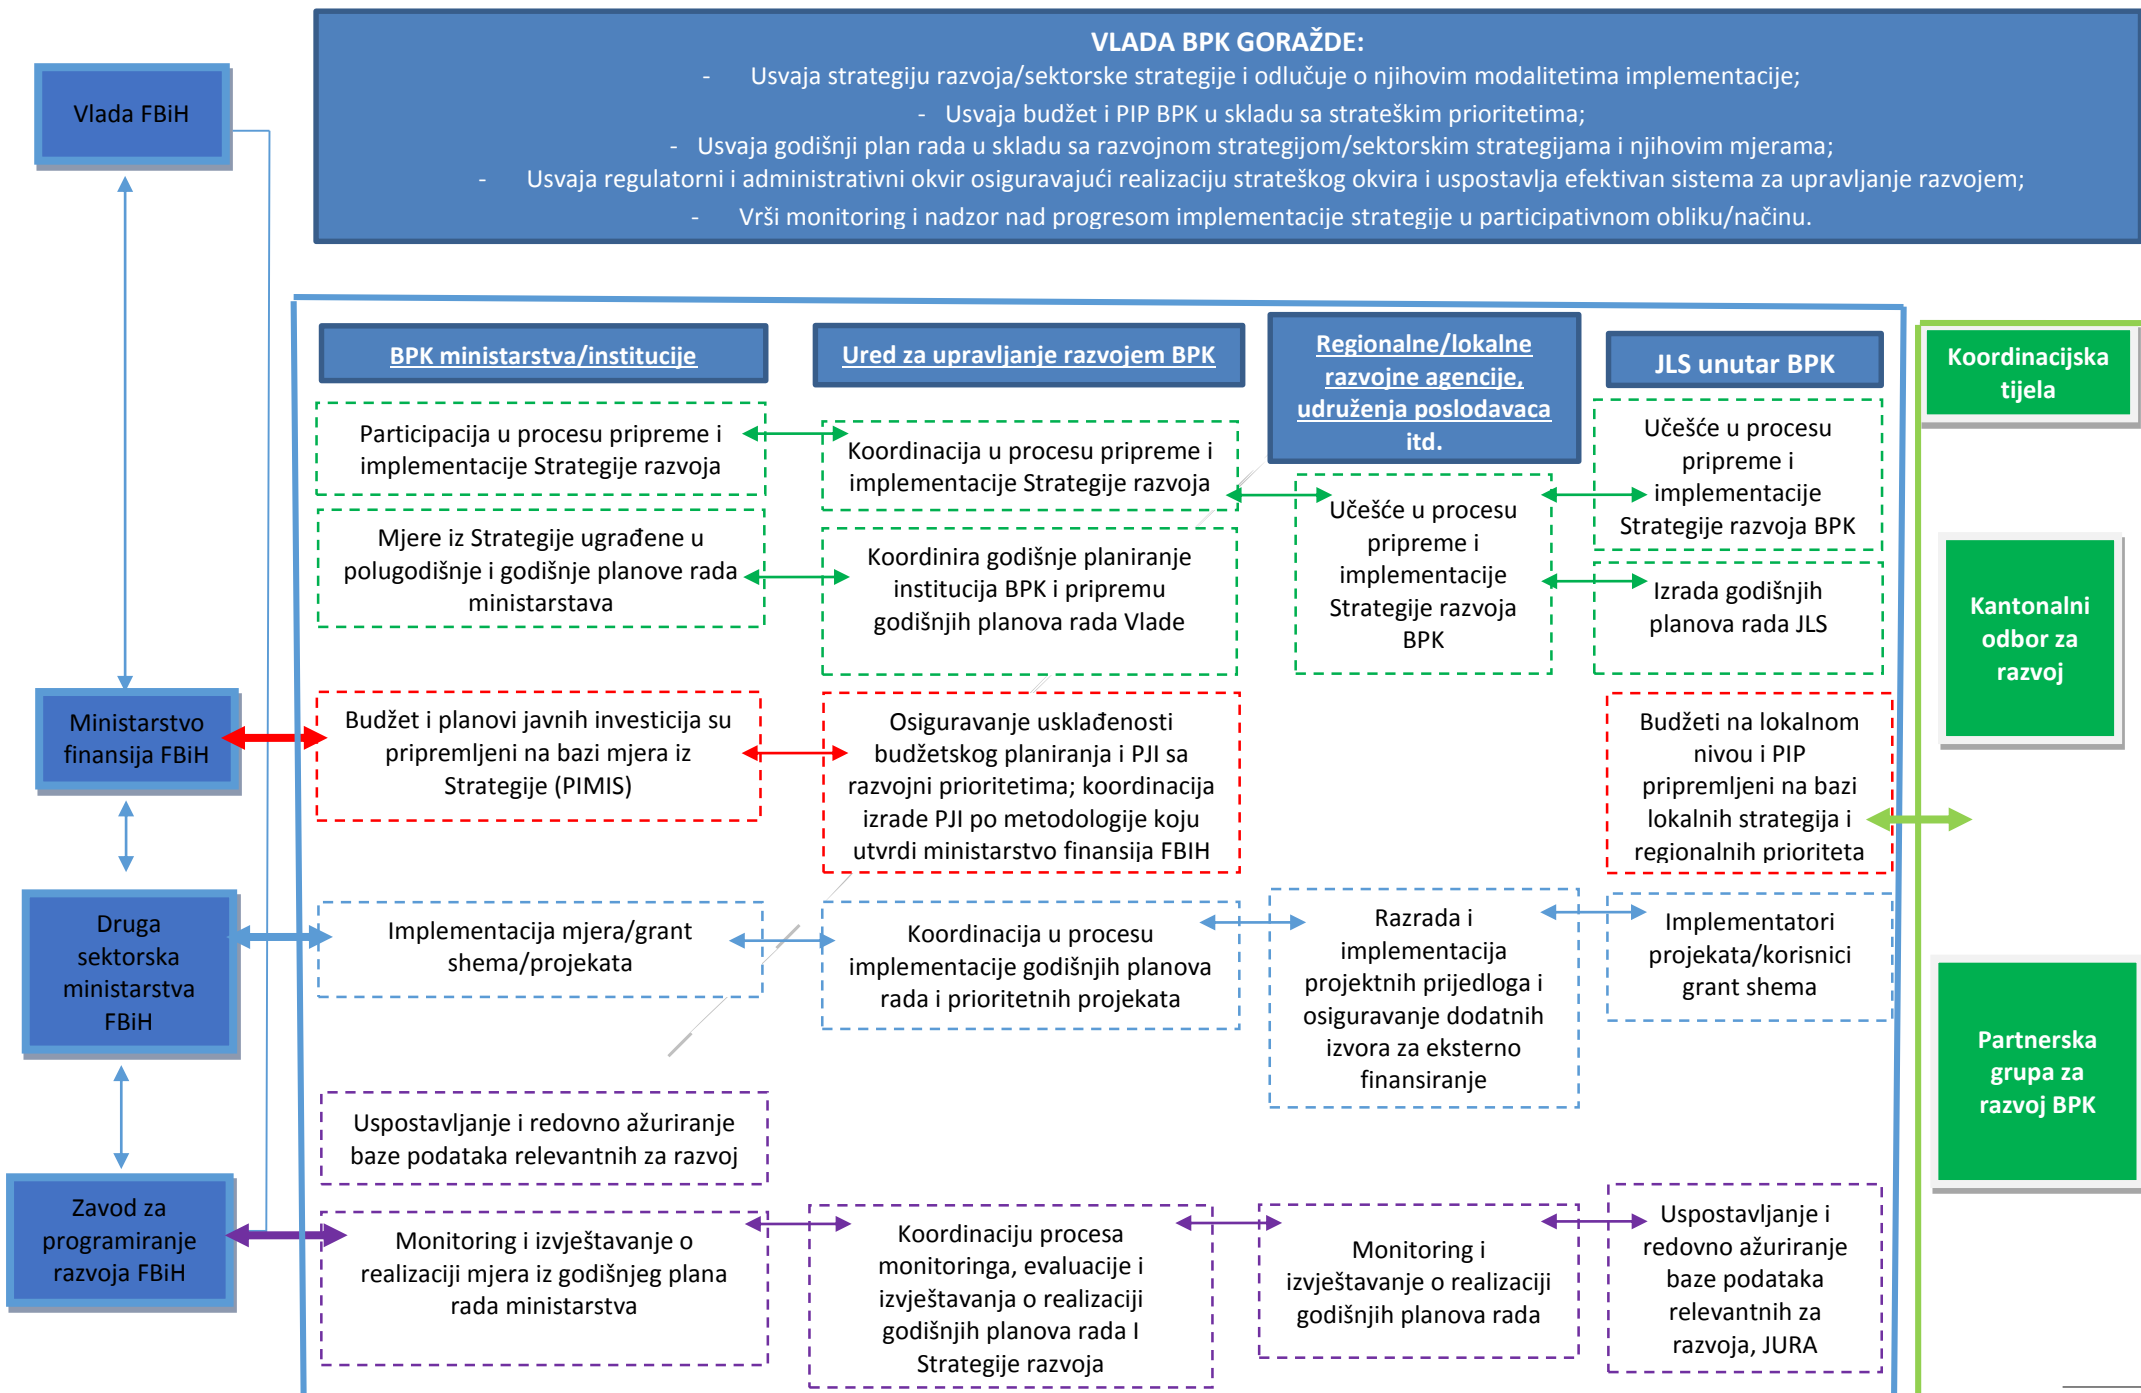 VLADA BPK GORAŽDE:
- Usvaja strategiju razvoja/sektorske strategije i odlučuje o njihovim modalitetima implementacije;
- Usvaja budžet i PIP BPK u skladu sa strateškim prioritetima;
- Usvaja godišnji plan rada u skladu sa razvojnom strategijom/sektorskim strategijama i njihovim mjerama;
- Usvaja regulatorni i administrativni okvir osiguravajući realizaciju strateškog okvira i uspostavlja efektivan sistema za upravljanje razvojem;
- Vrši monitoring i nadzor nad progresom implementacije strategije u participativnom obliku/načinu.
Vlada FBiH
Ministarstvo
finansija FBiH
Druga
sektorska
ministarstva
FBiH
Zavod za
programiranje
razvoja FBiH
BPK ministarstva/institucije
Participacija u procesu pripreme i
implementacije Strategije razvoja
Mjere iz Strategije ugrađene u
polugodišnje i godišnje planove rada
ministarstava
Budžet i planovi javnih investicija su
pripremljeni na bazi mjera iz
Strategije (PIMIS)
Implementacija mjera/grant
shema/projekata
Uspostavljanje i redovno ažuriranje
baze podataka relevantnih za razvoj
Monitoring i izvještavanje o
realizaciji mjera iz godišnjeg plana
rada ministarstva
Ured za upravljanje razvojem BPK
Koordinacija u procesu pripreme i
implementacije Strategije razvoja
Koordinira godišnje planiranje
institucija BPK i pripremu
godišnjih planova rada Vlade
Osiguravanje usklađenosti
budžetskog planiranja i PJI sa
razvojni prioritetima; koordinacija
izrade PJI po metodologije koju
utvrdi ministarstvo finansija FBIH
Koordinacija u procesu
implementacije godišnjih planova
rada i prioritetnih projekata
Koordinaciju procesa
monitoringa, evaluacije i
izvještavanja o realizaciji
godišnjih planova rada I
Strategije razvoja
Regionalne/lokalne
razvojne agencije,
udruženja poslodavaca
itd.
Učešće u procesu
pripreme i
implementacije
Strategije razvoja
BPK
Razrada i
implementacija
projektnih prijedloga i
osiguravanje dodatnih
izvora za eksterno
finansiranje
Monitoring i
izvještavanje o realizaciji
godišnjih planova rada
JLS unutar BPK
Učešće u procesu
pripreme i
implementacije
Strategije razvoja BPK
Izrada godišnjih
planova rada JLS
Budžeti na lokalnom
nivou i PIP
pripremljeni na bazi
lokalnih strategija i
regionalnih prioriteta
Implementatori
projekata/korisnici
grant shema
Uspostavljanje i
redovno ažuriranje
baze podataka
relevantnih za
razvoja, JURA
Koordinacijska
tijela
Kantonalni
odbor za
razvoj
Partnerska
grupa za
razvoj BPK